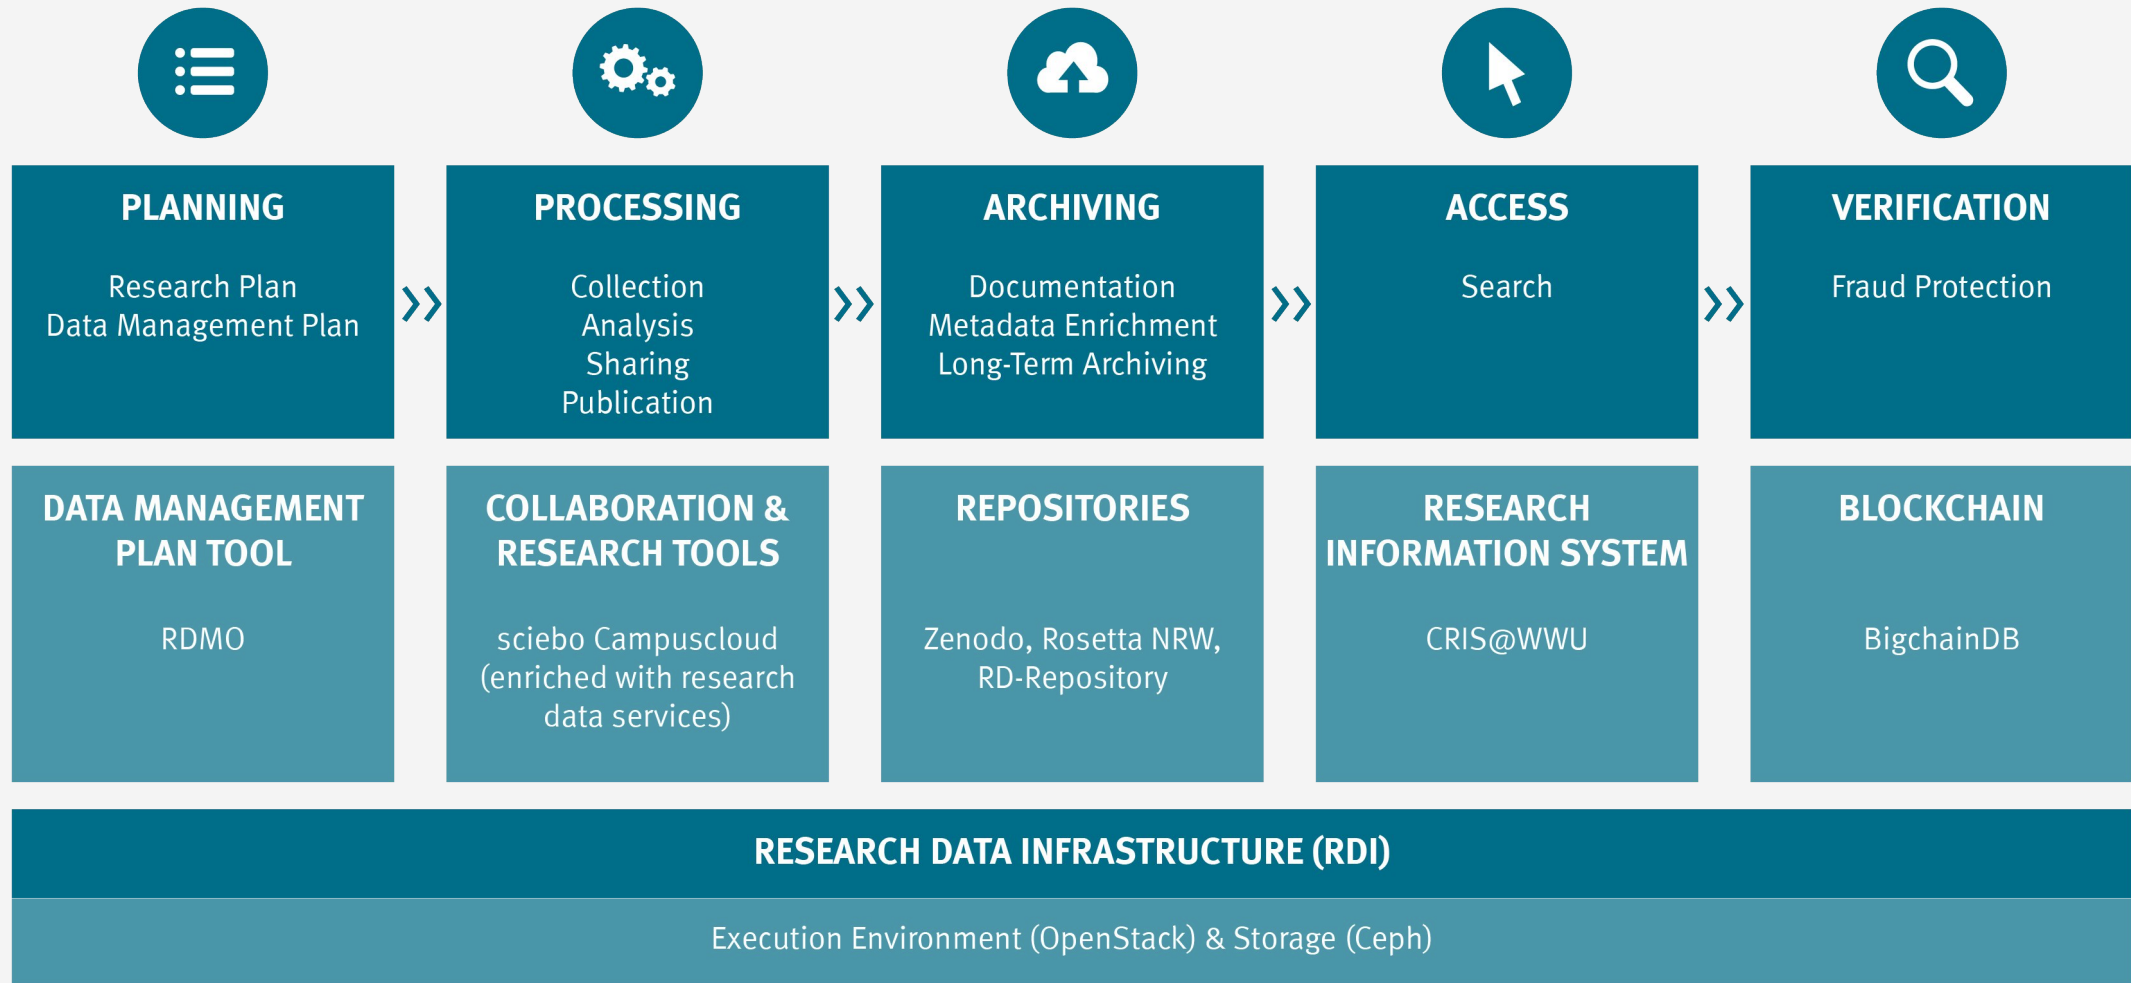 PLANNING
Research Plan
Data Management Plan
PROCESSING
Collection
Analysis
Sharing
Publication
ARCHIVING
Documentation
Metadata Enrichment
Long-Term Archiving
ACCESS
Search
VERIFICATION
Fraud Protection
DATA MANAGEMENT
PLAN TOOL
RDMO
COLLABORATION &
RESEARCH TOOLS
sciebo Campuscloud
(enriched with research
data services)
REPOSITORIES
Zenodo, Rosetta NRW,
RD-Repository
RESEARCH
INFORMATION SYSTEM
CRIS@WWU
BLOCKCHAIN
BigchainDB
RESEARCH DATA INFRASTRUCTURE (RDI)
Execution Environment (OpenStack) & Storage (Ceph)